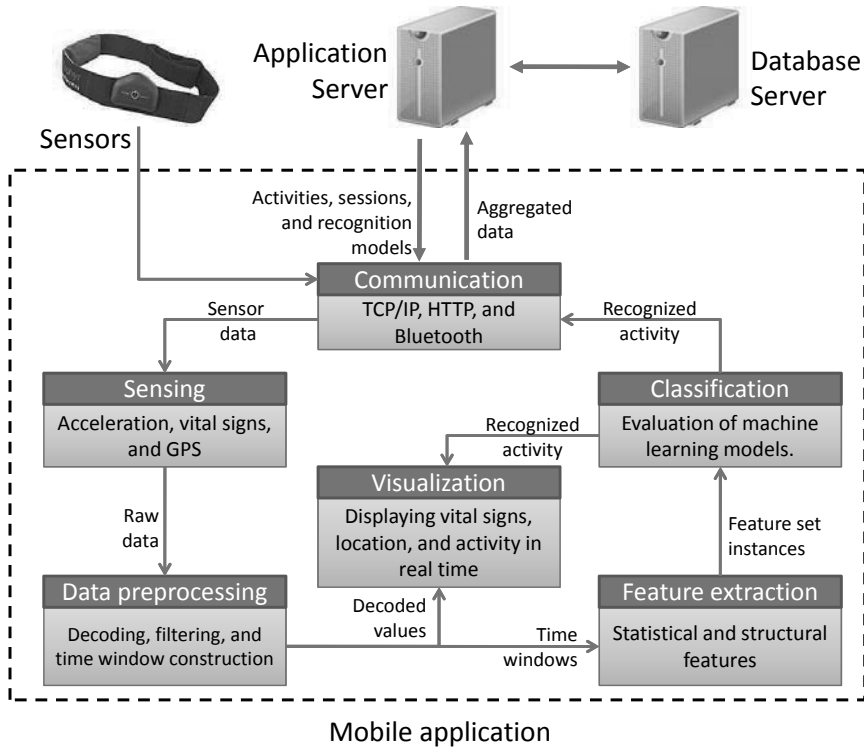 Application
Server
Database
Server
Sensors
Activities, sessions,
and recognition
models
Aggregated
data
Communication
TCP/IP, HTTP, and
Bluetooth
Sensor
data
Recognized
activity
Sensing
Acceleration, vital signs,
and GPS
Classification
Evaluation of machine
learning models.
Recognized
activity
Visualization
Displaying vital signs,
location, and activity in
real time
Raw
data
Feature set
instances
Data preprocessing
Decoding, filtering, and
time window construction
Decoded
values
Time
windows
Feature extraction
Statistical and structural
features
Mobile application